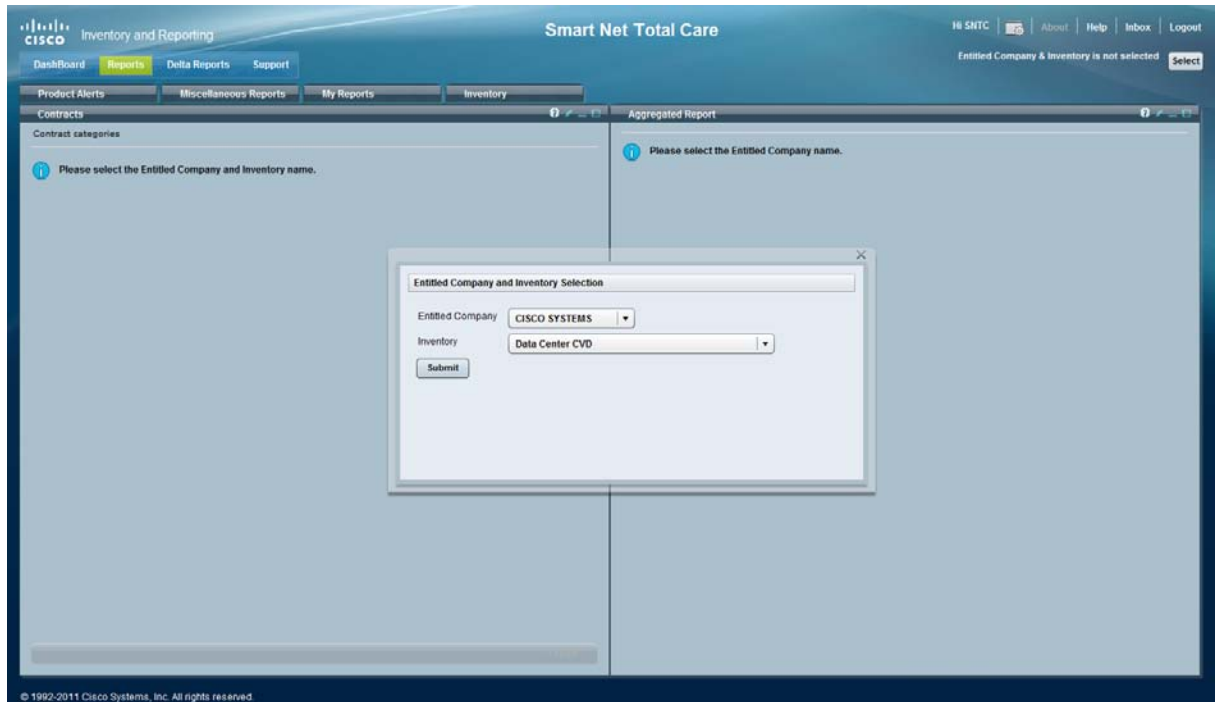 CISCO Inventory and Reporting
Smart Net Total Care
Hi SNTC | About | Help | Inbox | Logout
Entitled Company & Inventory is not selected Select
DashBoard Reports Delta Reports Support
Product Alerts Miscellaneous Reports My Reports Inventory
Contracts
Contract categories
Please select the Entitled Company and Inventory name.
Aggregated Report
Please select the Entitled Company name.
Entitled Company and Inventory Selection
Entitled Company CISCO SYSTEMS
Inventory Data Center CVD
Submit
© 1992-2011 Cisco Systems, Inc. All rights reserved.